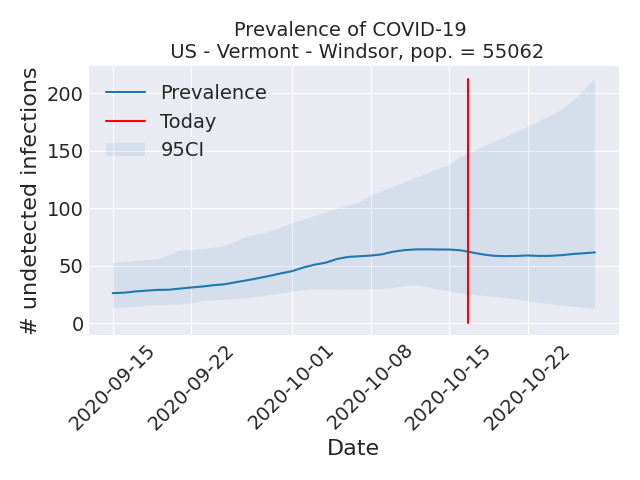 Prevalence of COVID-19
US - Vermont - Windsor, pop. = 55062
# undetected infections
200
150
100
50
0
Prevalence
Today
95CI
2020-09-15
2020-09-22
2020-10-01
2020-10-08
2020-10-15
2020-10-22
Date